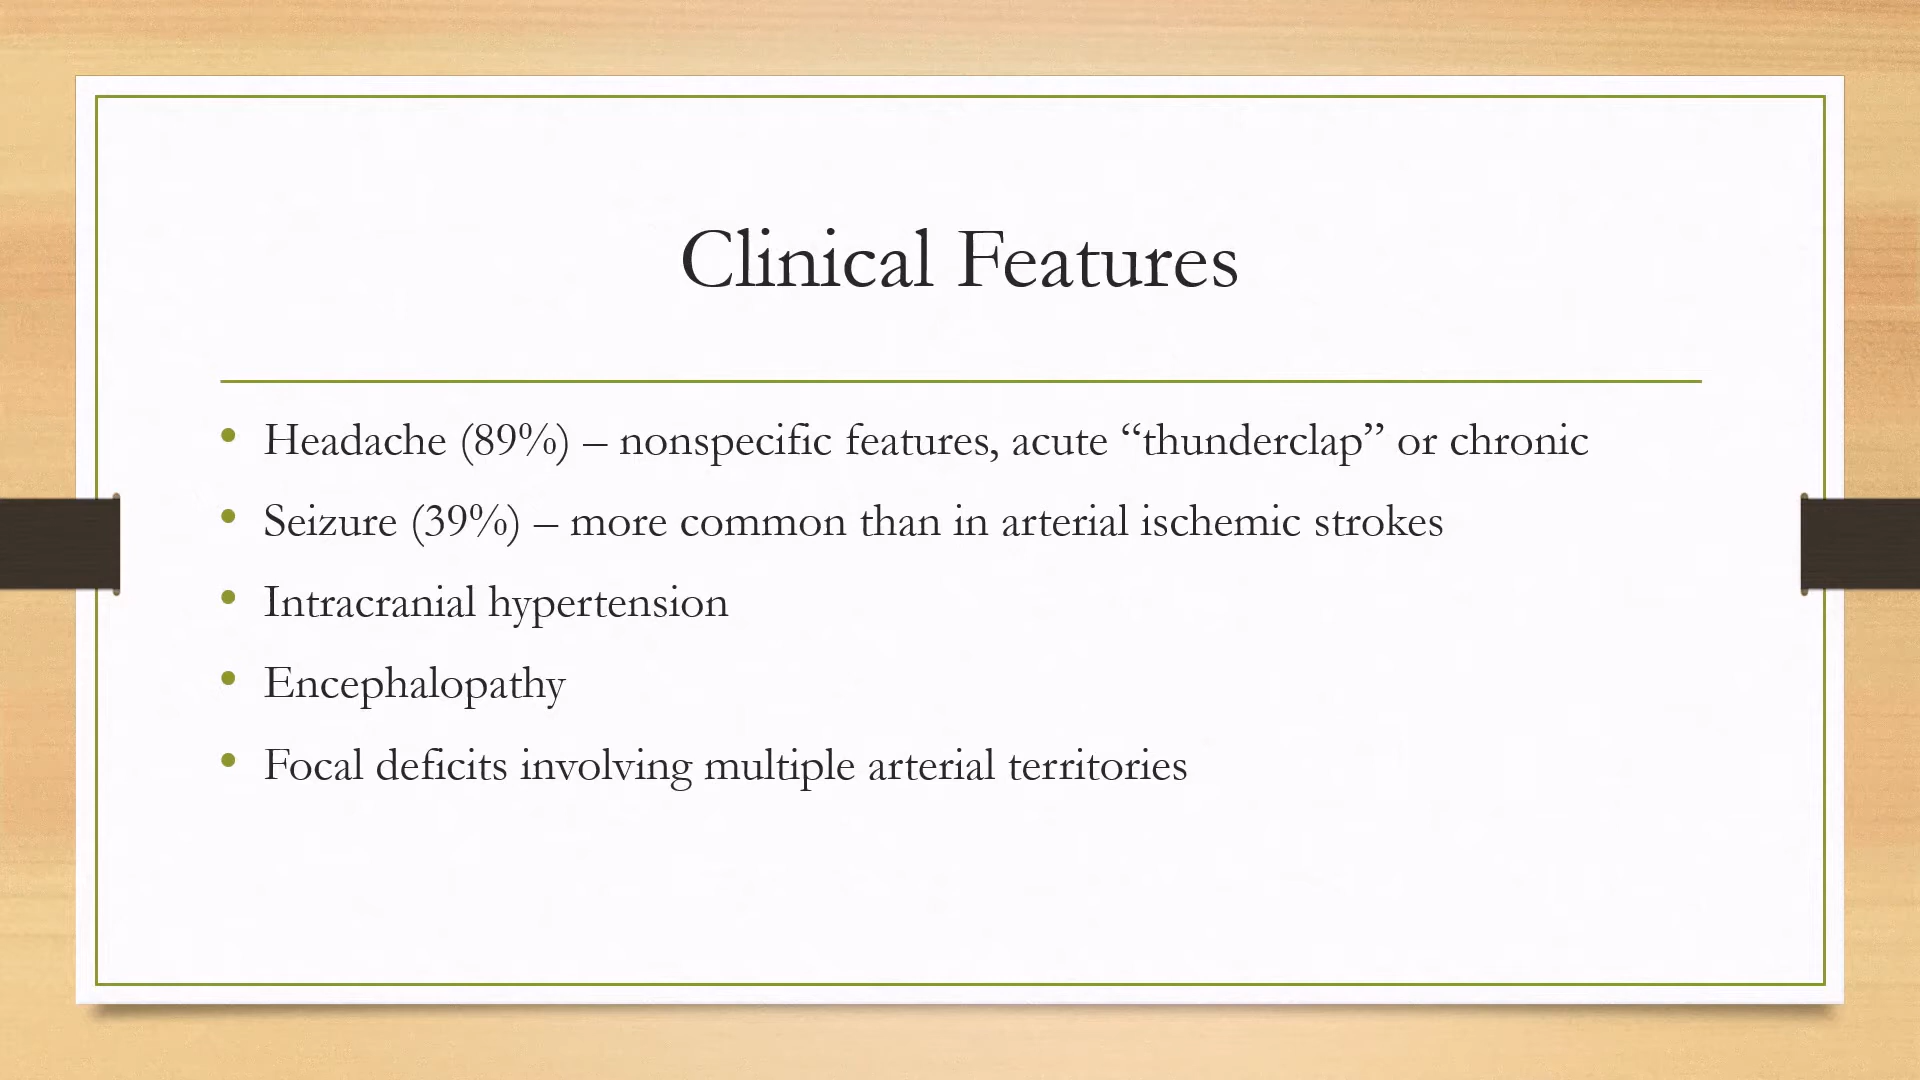 Clinical Features
• Headache (89%) – nonspecific features, acute “thunderclap” or chronic
• Seizure (39%) – more common than in arterial ischemic strokes
• Intracranial hypertension
• Encephalopathy
• Focal deficits involving multiple arterial territories